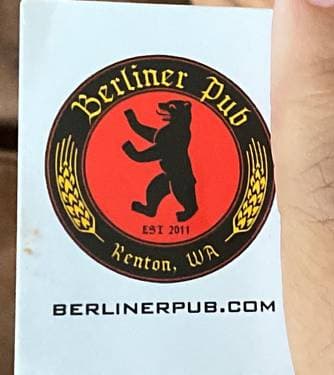 Berliner Pub
EST 2011
Renton, WA
BERLINERPUB.COM